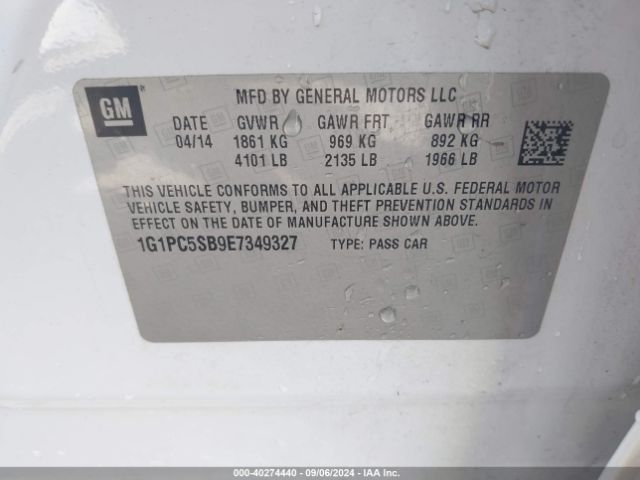 GM
MFD BY GENERAL MOTORS LLC
DATE GVWR GAWR FRT GAWR RR
04/14 1861 KG 969 KG 892 KG
4101 LB 2135 LB 1966 LB
THIS VEHICLE CONFORMS TO ALL APPLICABLE U.S. FEDERAL MOTOR
VEHICLE SAFETY, BUMPER, AND THEFT PREVENTION STANDARDS IN
EFFECT ON THE DATE OF MANUFACTURE SHOWN ABOVE.
1G1PC5SB9E7349327 TYPE: PASS CAR
000-40274440 - 09/06/2024 - IAA Inc.